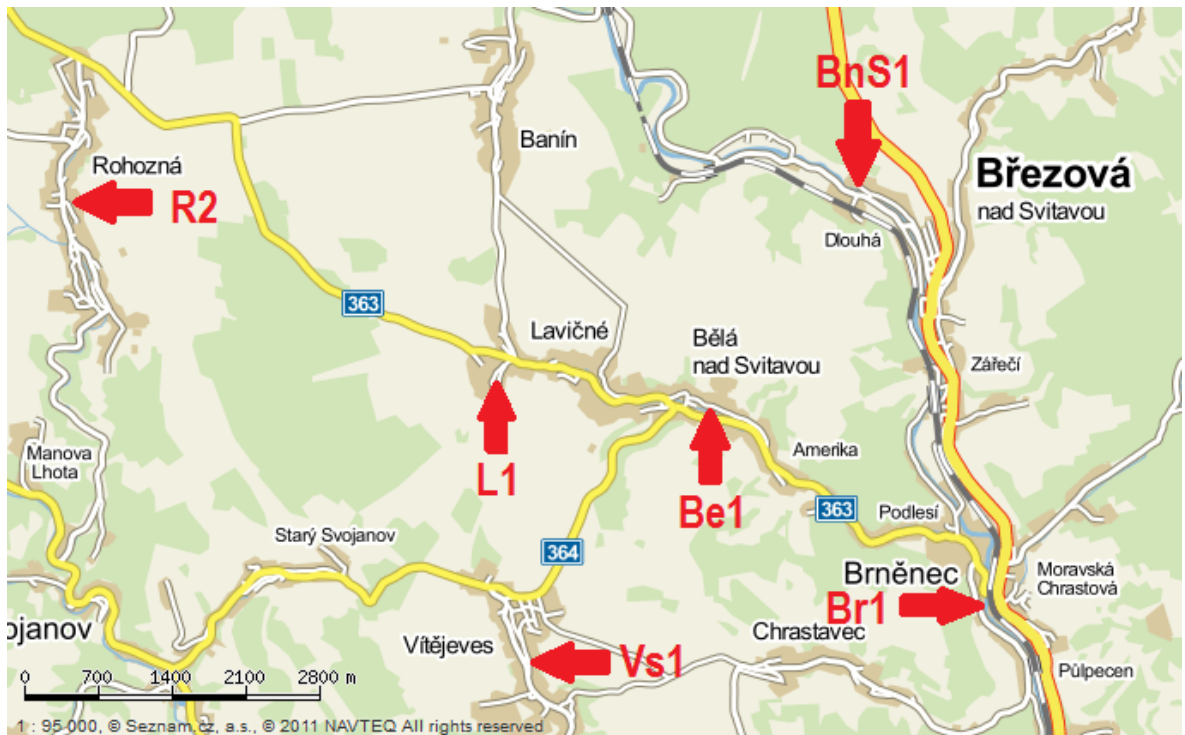 BnS1
Banín
Březová
nad Svitavou
Rohozná
R2
Dlouhá
363
Lavičné
Bělá
nad Svitavou
Zářečí
Manova
Lhota
L1
Amerika
Be1
363
Podlesí
Starý Svojanov
364
Brněnec
Moravská
Chrastová
Br1
ojanov
Vítějeves
Chrastavec
Vs1
Půlpecen
0 700 1400 2100 2800 m
1 : 95 000, © Seznam.cz, a.s., © 2011 NAVTEQ All rights reserved